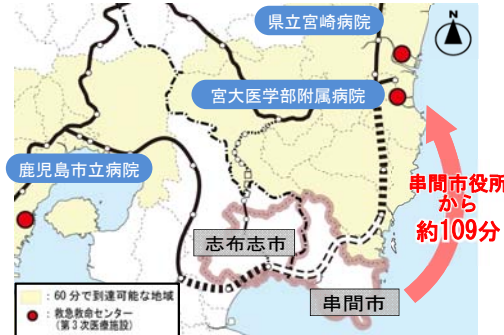 県立宮崎病院
N
宮大医学部附属病院
鹿児島市立病院
串間市役所
から
約109分
志布志市
串間市
：60分で到達可能な地域
：救急救命センター
（第3次医療施設）